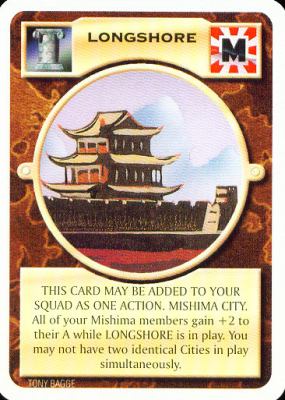 LONGSHORE
M
THIS CARD MAY BE ADDED TO YOUR
SQUAD AS ONE ACTION. MISHIMA CITY.
All of your Mishima members gain +2 to
their A while LONGSHORE is in play. You
may not have two identical Cities in play
simultaneously.
TONY BAGGE